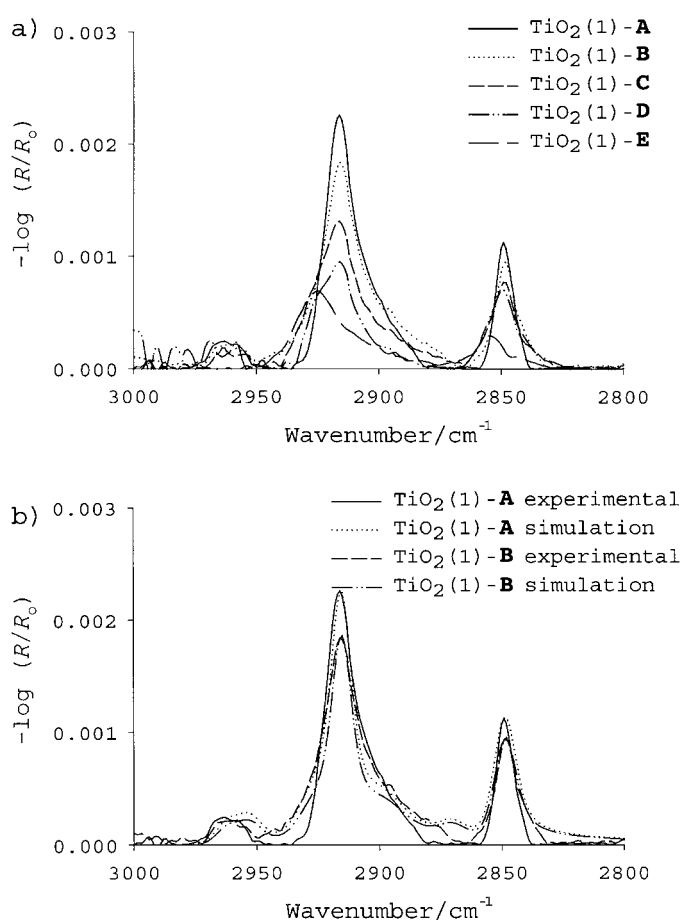 a)
0.003
0.002
0.001
0.000
-log (R/Ro)
TiO2(1)-A
TiO2(1)-B
TiO2(1)-C
TiO2(1)-D
TiO2(1)-E
3000 2950 2900 2850 2800
Wavenumber/cm-1
b)
0.003
0.002
0.001
0.000
-log (R/Ro)
TiO2(1)-A experimental
TiO2(1)-A simulation
TiO2(1)-B experimental
TiO2(1)-B simulation
3000 2950 2900 2850 2800
Wavenumber/cm-1